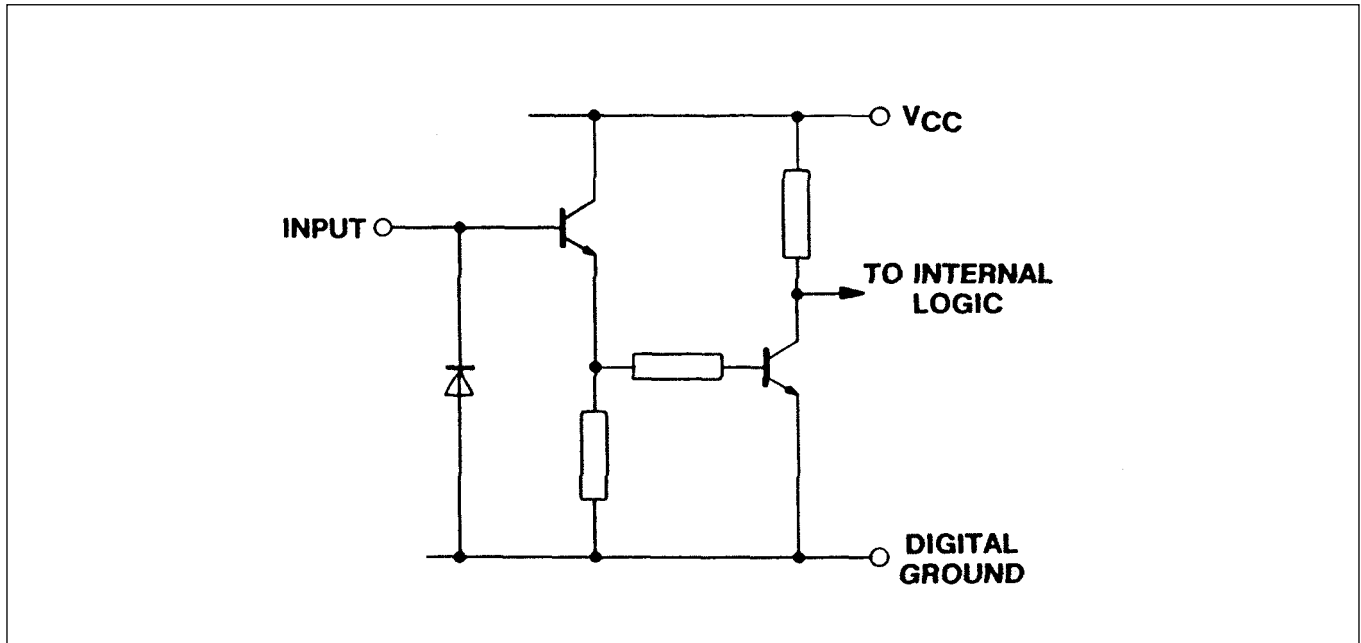 VCC
INPUT
TO INTERNAL
LOGIC
DIGITAL
GROUND